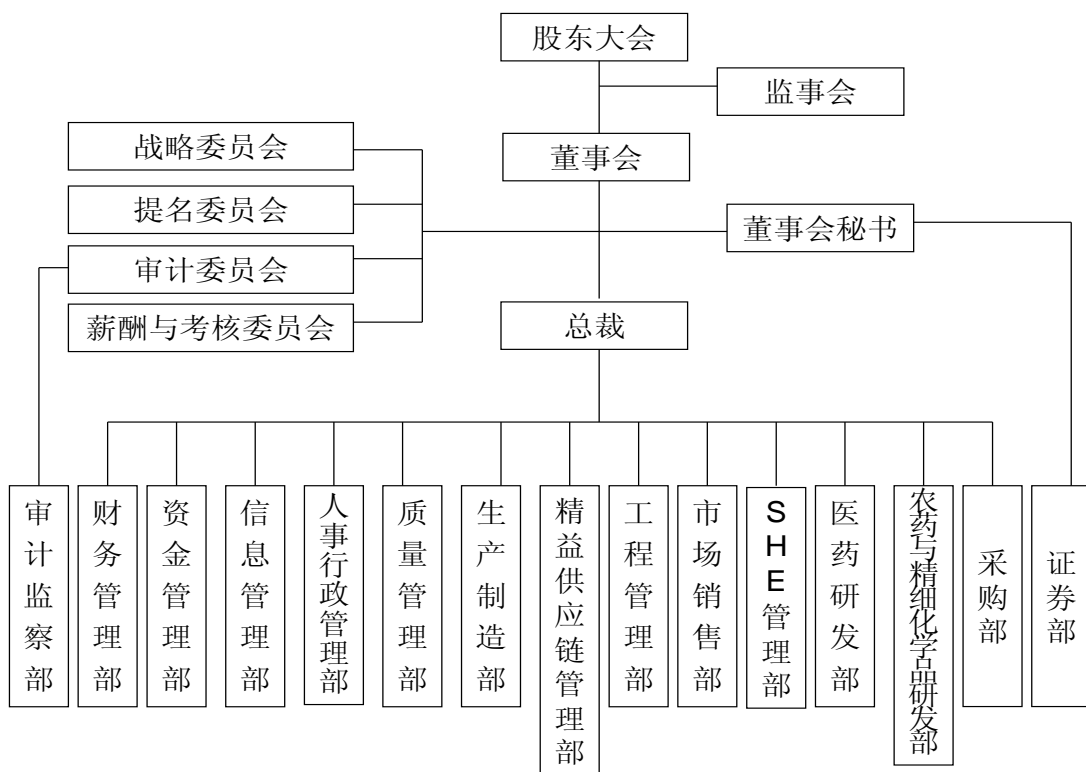 股东大会
监事会
董事会
战略委员会
提名委员会
董事会秘书
审计委员会
薪酬与考核委员会
总裁
审计监察部
财务管理部
资金管理部
信息管理部
人事行政管理部
质量管理部
生产制造部
精益供应链管理部
工程管理部
市场销售部
SHE管理部
医药研发部
农药与精细化学品研发部
采购部
证券部